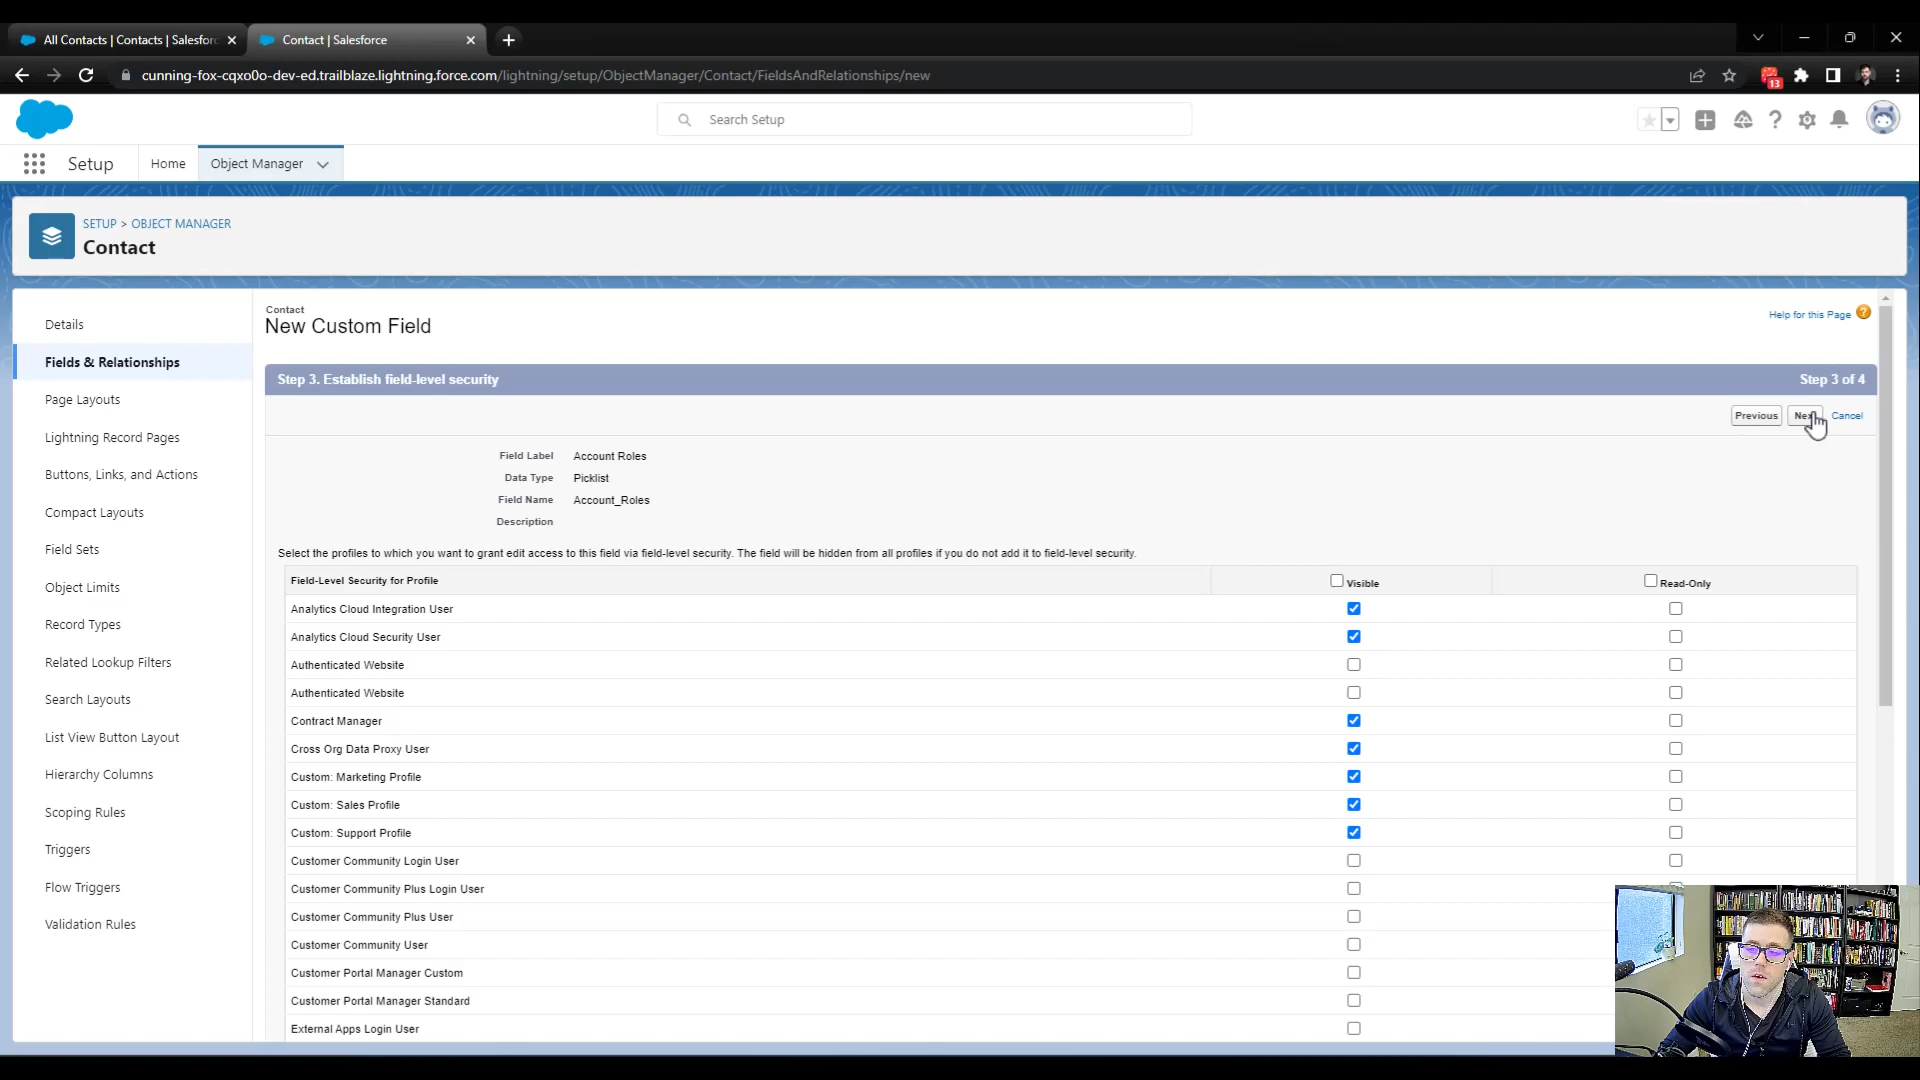 All Contacts | Contacts | Salesforc
Contact | Salesforce
cunning-fox-cqxo0o-dev-ed.trailblaze.lightning.force.com/lightning/setup/ObjectManager/Contact/FieldsAndRelationships/new
13
Search Setup
Setup
Home
Object Manager
SETUP > OBJECT MANAGER
Contact
Details
Fields & Relationships
Page Layouts
Lightning Record Pages
Buttons, Links, and Actions
Compact Layouts
Field Sets
Object Limits
Record Types
Related Lookup Filters
Search Layouts
List View Button Layout
Hierarchy Columns
Scoping Rules
Triggers
Flow Triggers
Validation Rules
Contact
New Custom Field
Help for this Page
Step 3. Establish field-level security
Step 3 of 4
Previous
Cancel
Field Label Account Roles
Data Type Picklist
Field Name Account_Roles
Description
Select the profiles to which you want to grant edit access to this field via field-level security. The field will be hidden from all profiles if you do not add it to field-level security.
Field-Level Security for Profile Visible Read-Only
Analytics Cloud Integration User
Analytics Cloud Security User
Authenticated Website
Authenticated Website
Contract Manager
Cross Org Data Proxy User
Custom: Marketing Profile
Custom: Sales Profile
Custom: Support Profile
Customer Community Login User
Customer Community Plus Login User
Customer Community Plus User
Customer Community User
Customer Portal Manager Custom
Customer Portal Manager Standard
External Apps Login User